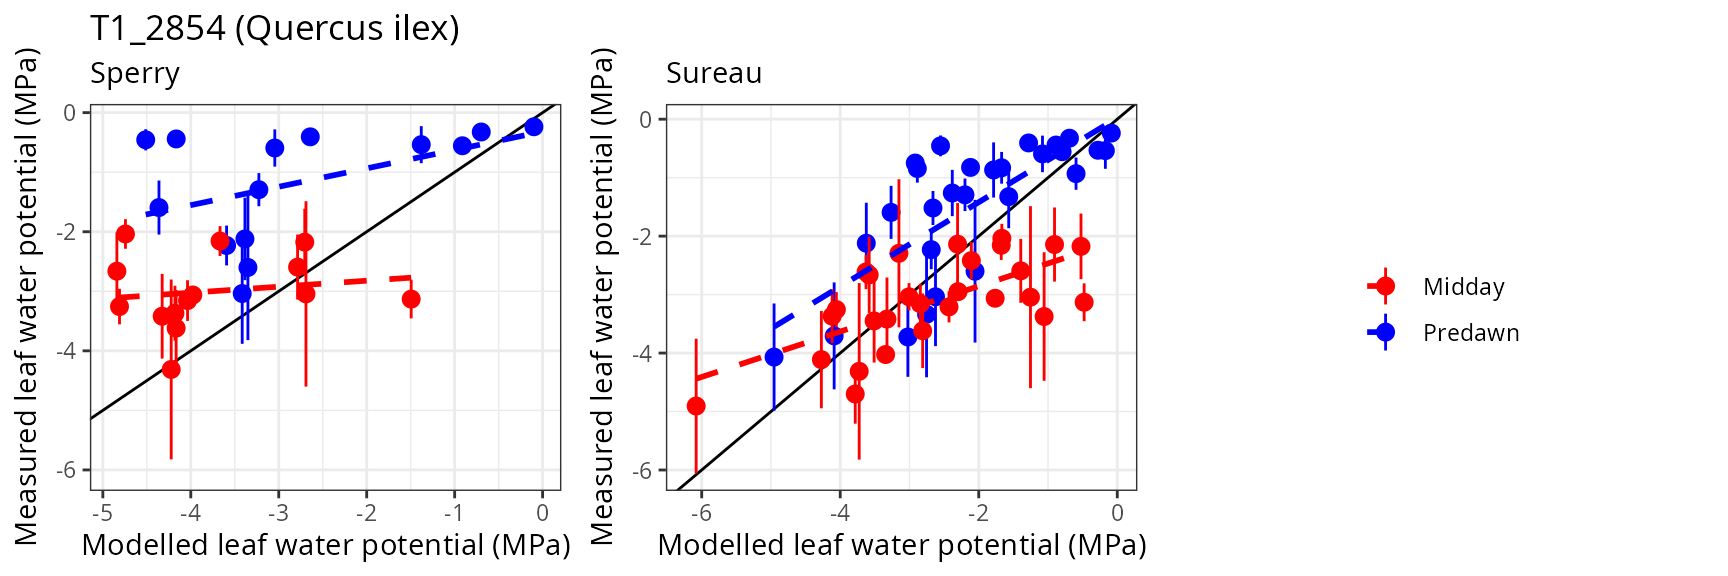 T1_2854 (Quercus ilex)
Sperry
Measured leaf water potential (MPa)
0
-2
-4
-6
-5
-4
-3
-2
-1
0
Modelled leaf water potential (MPa)
Sureau
Measured leaf water potential (MPa)
0
-2
-4
-6
-6
-4
-2
0
Modelled leaf water potential (MPa)
Midday
Predawn